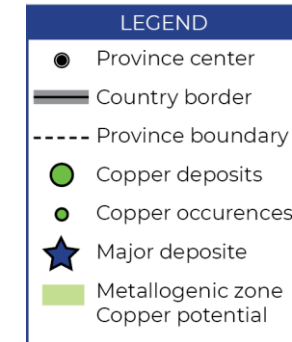 LEGEND
Province center
Country border
Province boundary
Copper deposits
Copper occurences
Major deposite
Metallogenic zone
Copper potential